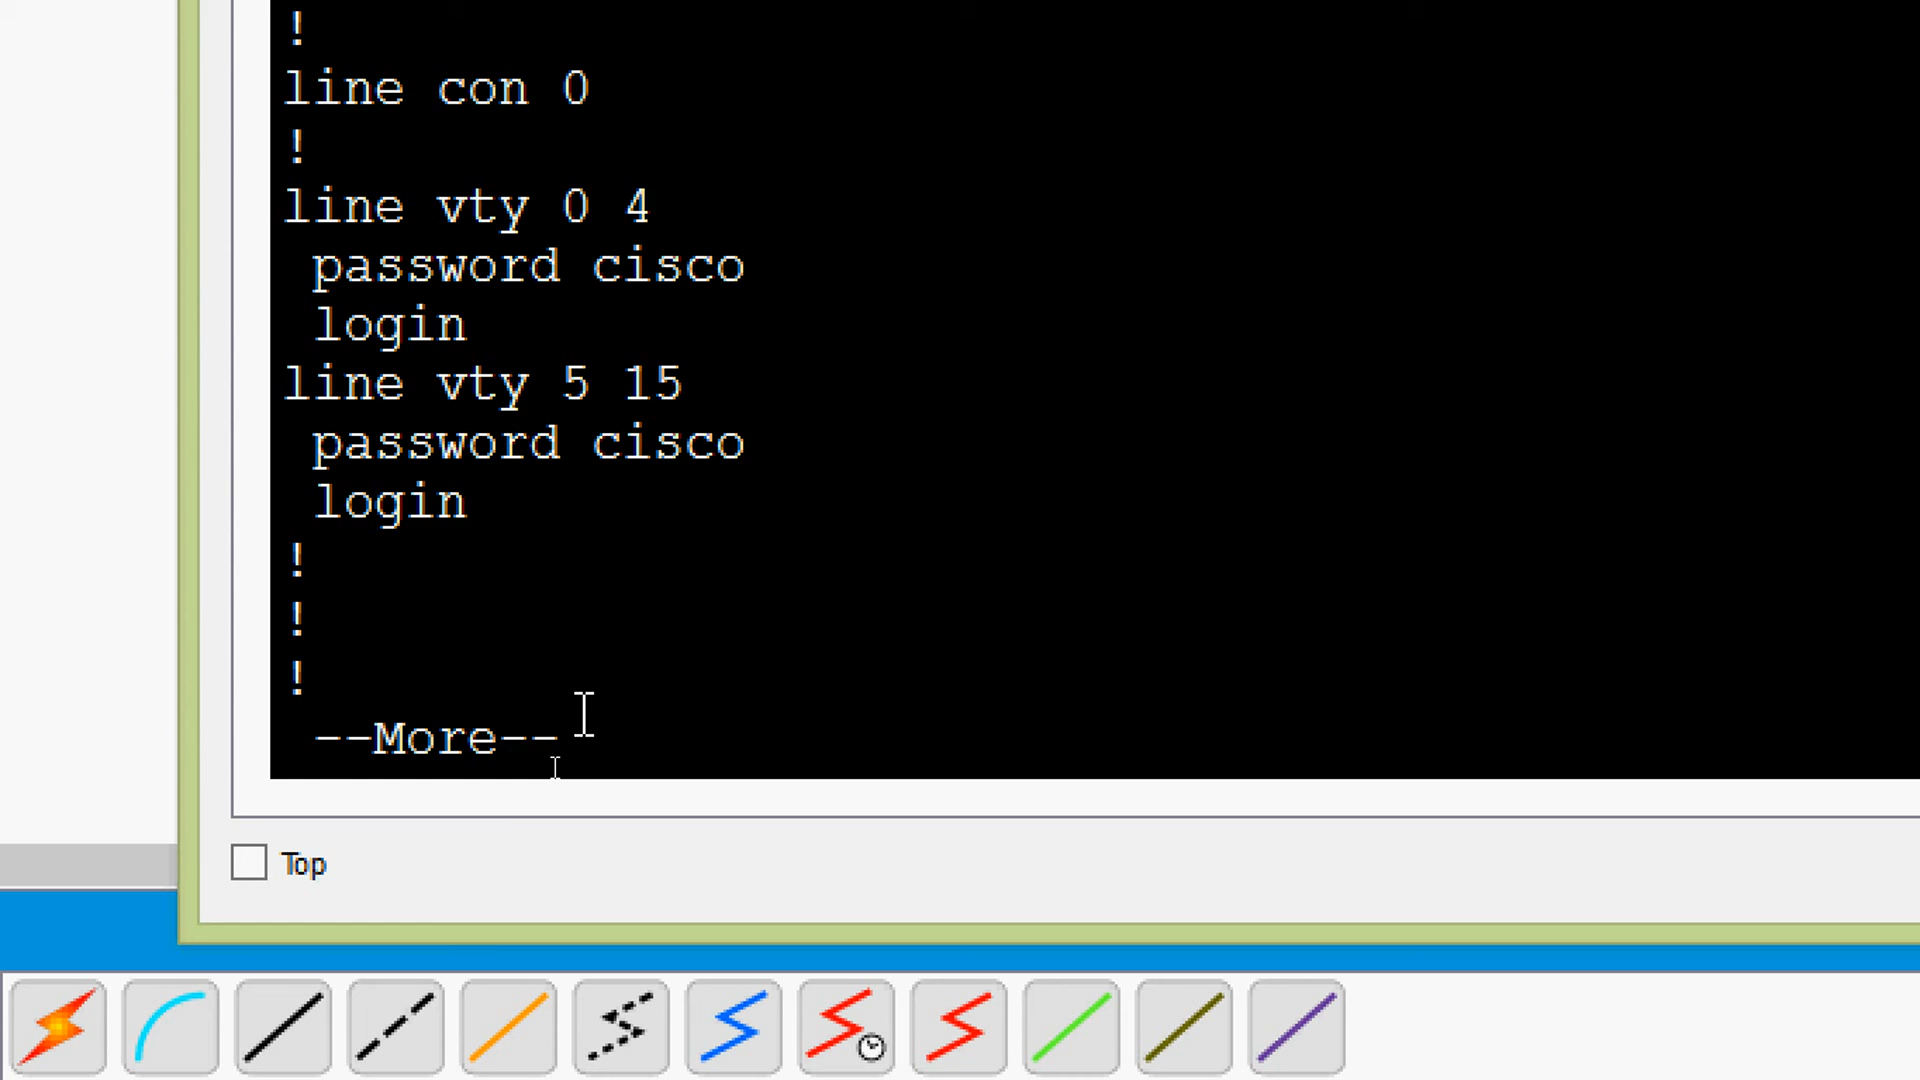 !
line con 0
!
line vty 0 4
password cisco
login
line vty 5 15
password cisco
login
!
!
!
--More--
Top